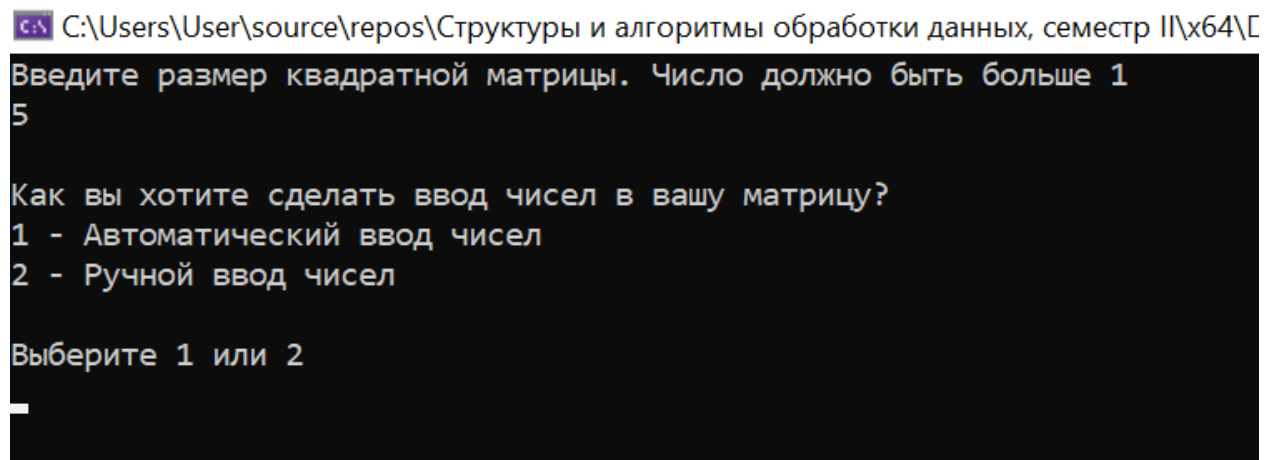 C:\Users\User\source\repos\Структуры и алгоритмы обработки данных, семестр II\x64\
Введите размер квадратной матрицы. Число должно быть больше 1
5
Как вы хотите сделать ввод чисел в вашу матрицу?
1 - Автоматический ввод чисел
2 - Ручной ввод чисел
Выберите 1 или 2